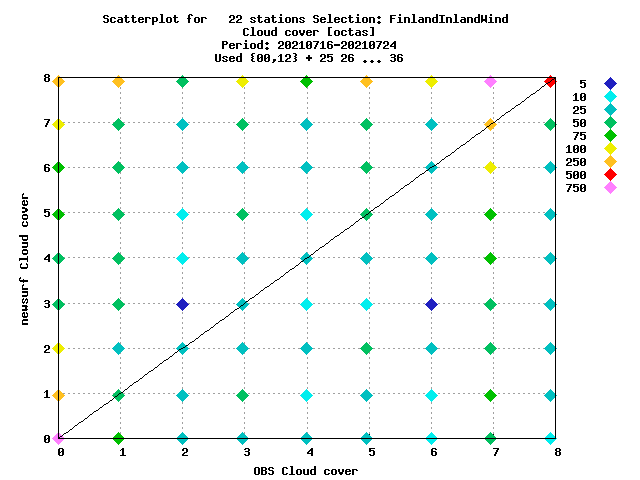 Scatterplot for 22 stations Selection: FinlandInlandWind
Cloud cover [octas]
Period: 20210716-20210724
Used {00,12} + 25 26 ... 36
8
7
6
5
4
3
2
1
0
newsurf Cloud cover
0 1 2 3 4 5 6 7 8
OBS Cloud cover
5
10
25
50
75
100
250
500
750